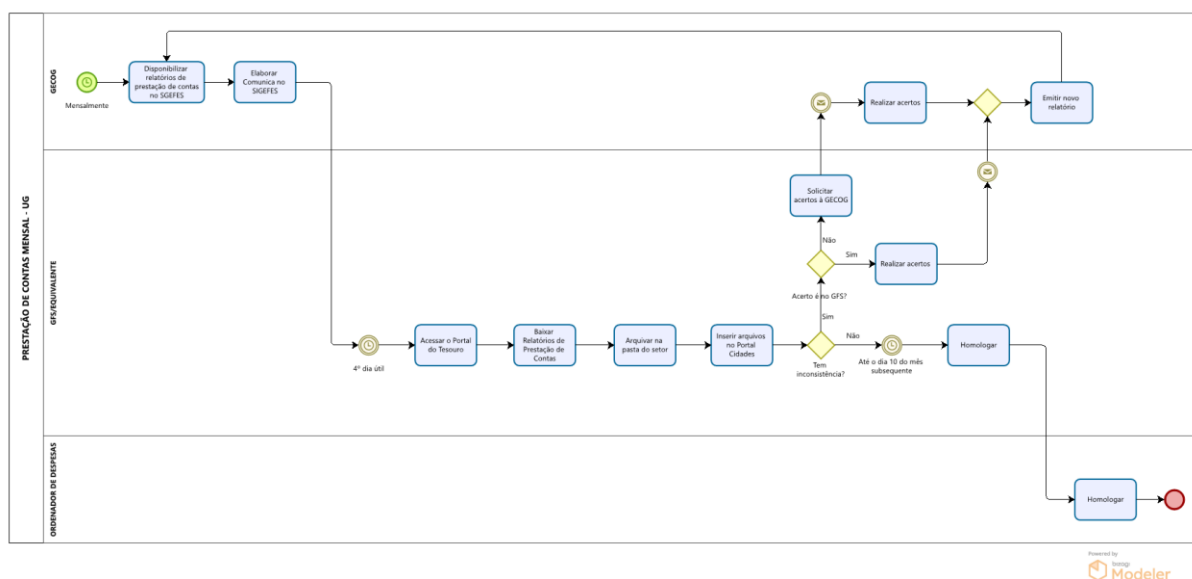 PRESTAÇÃO DE CONTAS MENSAL - UG
GECOG
Mensalmente
Disponibilizar
relatórios de
prestação de contas
no SGEFES
Elaborar
Comunica no
SIGEFES
Realizar acertos
Emitir novo
relatório
GFS/EQUIVALENTE
Solicitar
acertos à GECOG
Não
Acerto é no GFS?
Sim
Realizar acertos
Sim
4º dia útil
Acessar o Portal
do Tesouro
Baixar
Relatórios de
Prestação de
Contas
Arquivar na
pasta do setor
Inserir arquivos
no Portal
Cidades
Tem
inconsistência?
Não
Até o dia 10 do mês
subsequente
Homologar
ORDENADOR DE DESPESAS
Homologar
Powered by
bizagi
Modeler